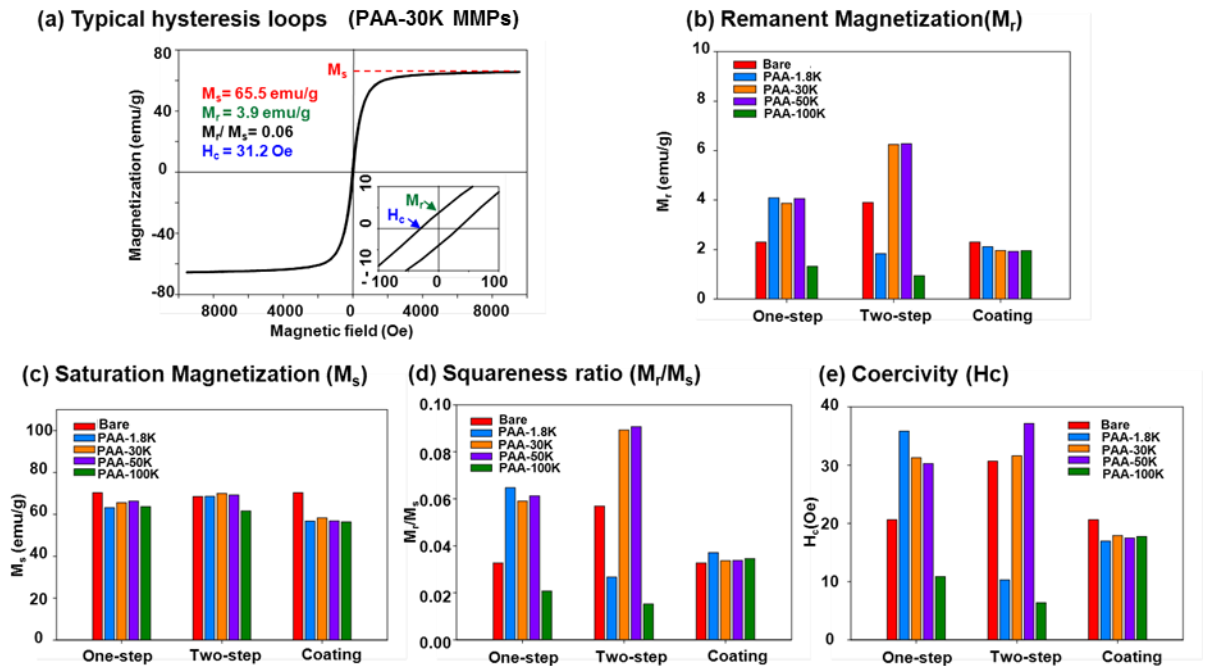 (a) Typical hysteresis loops (PAA-30K MMPs)
80
40
0
-40
-80
Magnetization (emu/g)
Ms
Ms= 65.5 emu/g
Mr= 3.9 emu/g
Mr/ Ms= 0.06
Hc = 31.2 Oe
10
0
- 10
Mr
Hc
-100 0 100
8000 4000 0 4000 8000
Magnetic field (Oe)
(b) Remanent Magnetization(Mr)
10
8
6
4
2
0
Mr (emu/g)
Bare
PAA-1.8K
PAA-30K
PAA-50K
PAA-100K
One-step Two-step Coating
(c) Saturation Magnetization (Ms)
100
80
60
40
20
0
Ms (emu/g)
Bare
PAA-1.8K
PAA-30K
PAA-50K
PAA-100K
One-step Two-step Coating
(d) Squareness ratio (Mr/Ms)
0.10
0.08
0.06
0.04
0.02
0.00
Mr/Ms
Bare
PAA-1.8K
PAA-30K
PAA-50K
PAA-100K
One-step Two-step Coating
(e) Coercivity (Hc)
40
30
20
10
0
Hc(Oe)
Bare
PAA-1.8K
PAA-30K
PAA-50K
PAA-100K
One-step Two-step Coating